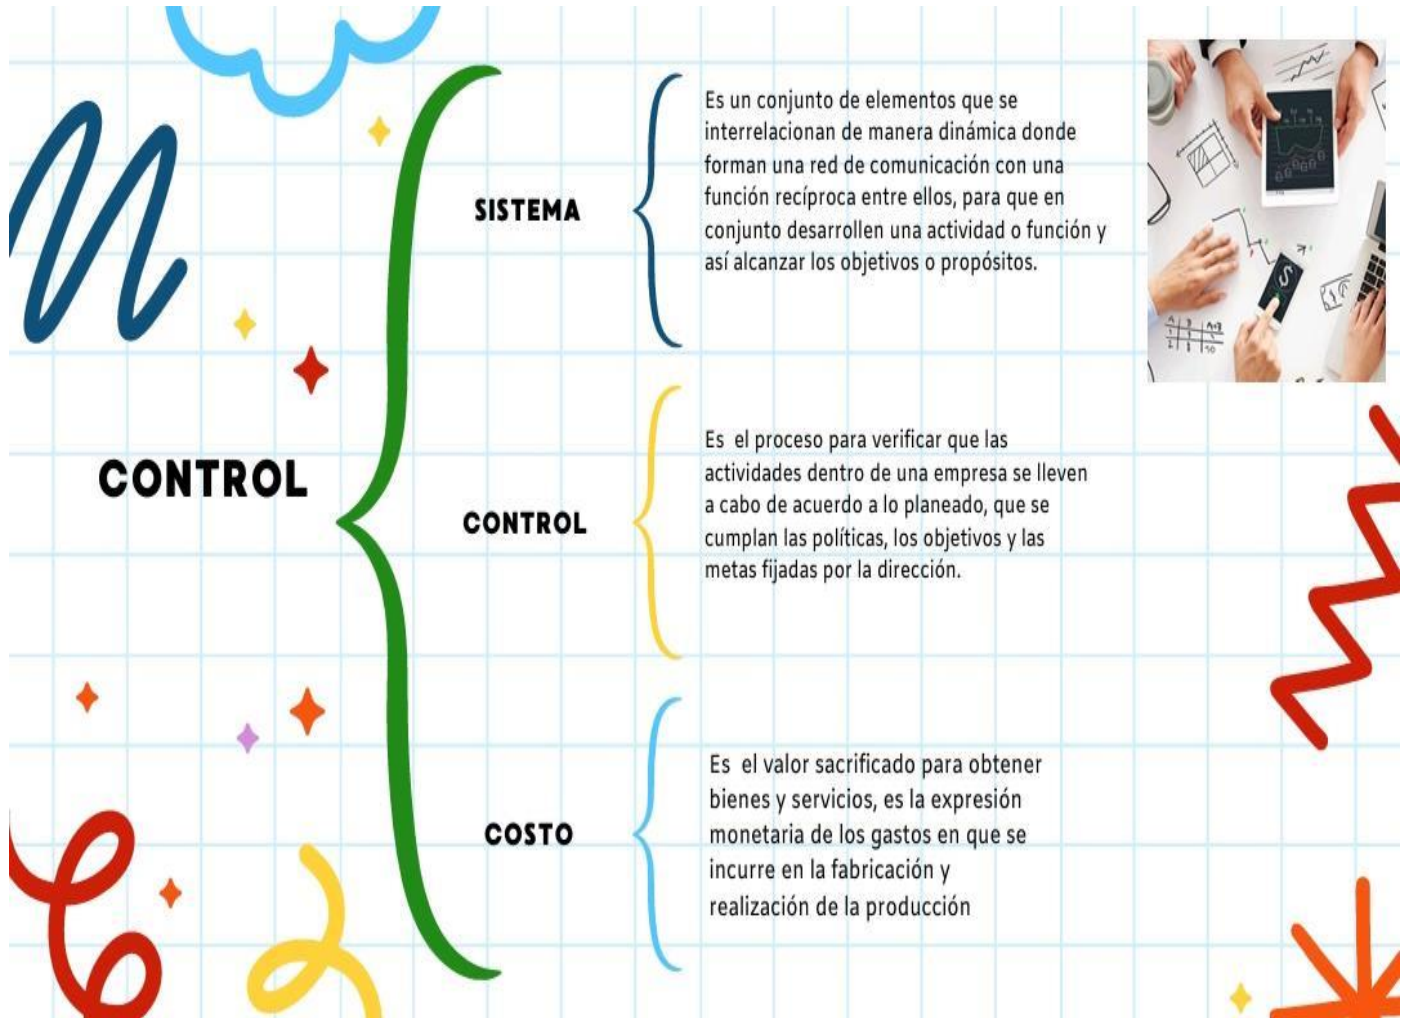 CONTROL
SISTEMA
Es un conjunto de elementos que se
interrelacionan de manera dinámica donde
forman una red de comunicación con una
función recíproca entre ellos, para que en
conjunto desarrollen una actividad o función y
así alcanzar los objetivos o propósitos.
CONTROL
Es el proceso para verificar que las
actividades dentro de una empresa se lleven
a cabo de acuerdo a lo planeado, que se
cumplan las políticas, los objetivos y las
metas fijadas por la dirección.
COSTO
Es el valor sacrificado para obtener
bienes y servicios, es la expresión
monetaria de los gastos en que se
incurre en la fabricación y
realización de la producción